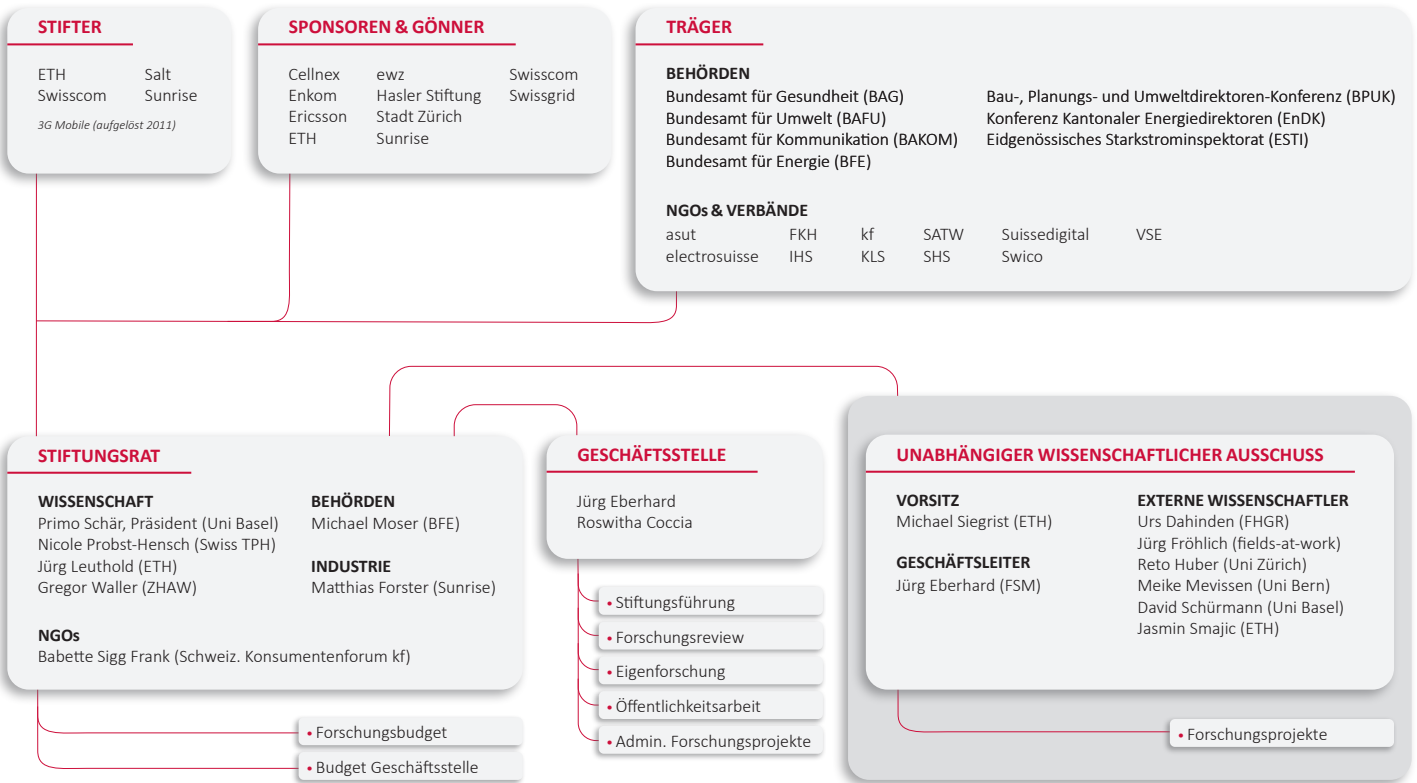 STIFTER
ETH Salt
Swisscom Sunrise
3G Mobile (aufgelöst 2011)
SPONSOREN & GÖNNER
Cellnex ewz Swisscom
Enkom Hasler Stiftung Swissgrid
Ericsson Stadt Zürich
ETH Sunrise
TRÄGER
BEHÖRDEN
Bundesamt für Gesundheit (BAG) Bau-, Planungs- und Umweltdirektoren-Konferenz (BPUK)
Bundesamt für Umwelt (BAFU) Konferenz Kantonaler Energiedirektoren (EnDK)
Bundesamt für Kommunikation (BAKOM) Eidgenössisches Starkstrominspektorat (ESTI)
Bundesamt für Energie (BFE)
NGOs & VERBÄNDE
asut FKH kf SATW Suissedigital VSE
electrosuisse IHS KLS SHS Swico
STIFTUNGSRAT
WISSENSCHAFT
Primo Schär, Präsident (Uni Basel)
Nicole Probst-Hensch (Swiss TPH)
Jürg Leuthold (ETH)
Gregor Waller (ZHAW)
BEHÖRDEN
Michael Moser (BFE)
INDUSTRIE
Matthias Forster (Sunrise)
NGOs
Babette Sigg Frank (Schweiz. Konsumentenforum kf)
• Forschungsbudget
• Budget Geschäftsstelle
GESCHÄFTSSTELLE
Jürg Eberhard
Roswitha Coccia
• Stiftungsführung
• Forschungsreview
• Eigenforschung
• Öffentlichkeitsarbeit
• Admin. Forschungsprojekte
UNABHÄNGIGER WISSENSCHAFTLICHER AUSSCHUSS
VORSITZ
Michael Siegrist (ETH)
GESCHÄFTSLEITER
Jürg Eberhard (FSM)
EXTERNE WISSENSCHAFTLER
Urs Dahinden (FHGR)
Jürg Fröhlich (fields-at-work)
Reto Huber (Uni Zürich)
Meike Mevissen (Uni Bern)
David Schürmann (Uni Basel)
Jasmin Smajic (ETH)
• Forschungsprojekte